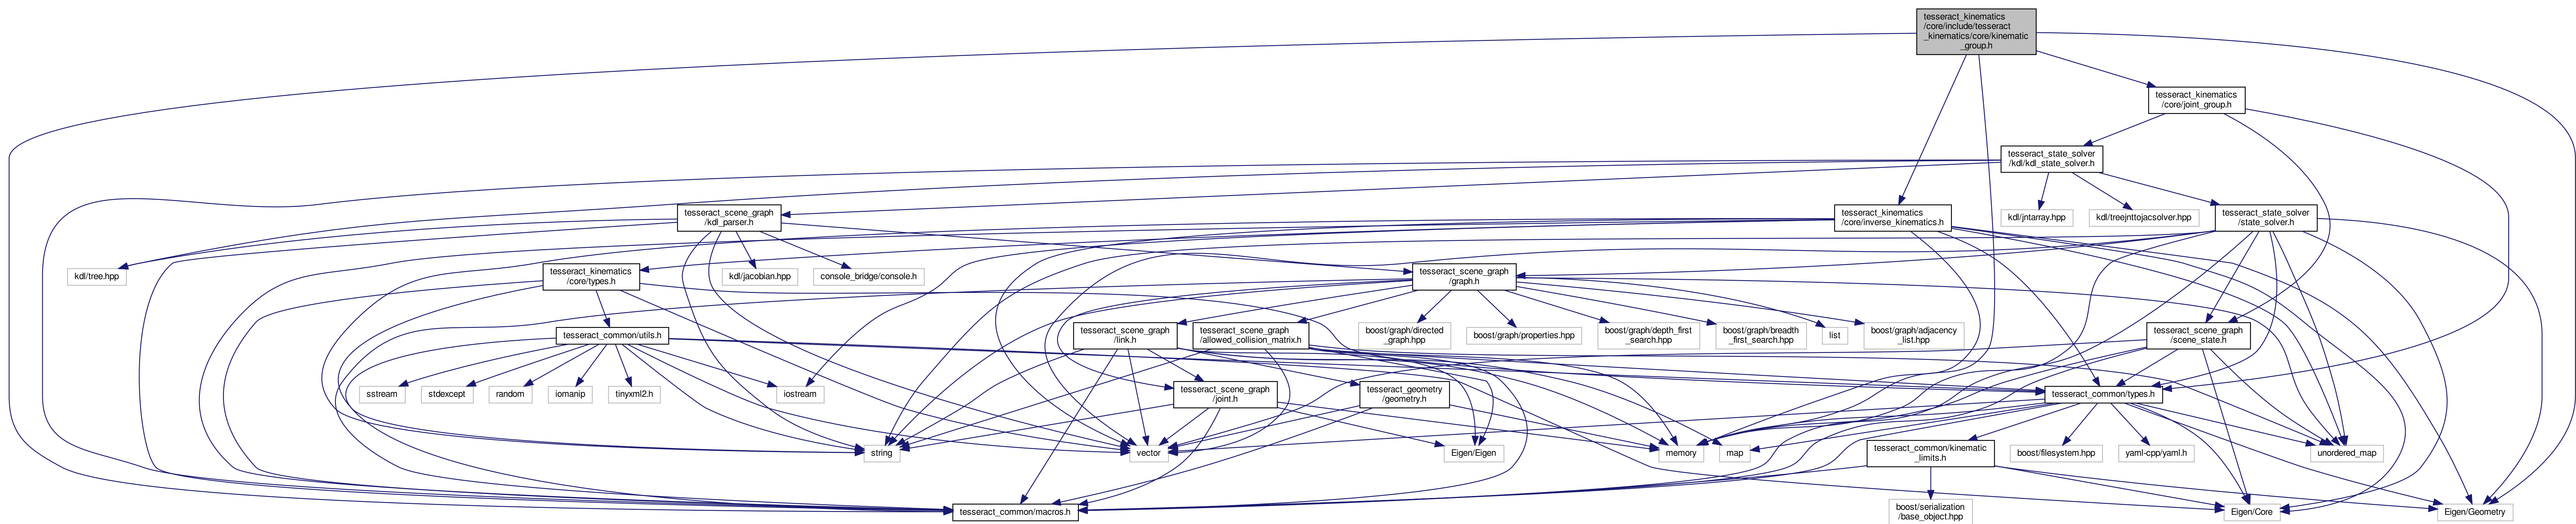 tesseract_kinematics
/core/include/tesseract
_kinematics/core/kinematic
_group.h
tesseract_kinematics
/core/joint_group.h
tesseract_state_solver
/kdl/kdl_state_solver.h
tesseract_scene_graph
/kdl_parser.h
tesseract_kinematics
/core/inverse_kinematics.h
kdl/jntarray.hpp
kdl/treejnttojacsolver.hpp
tesseract_state_solver
/state_solver.h
kdl/tree.hpp
tesseract_kinematics
/core/types.h
kdl/jacobian.hpp
console_bridge/console.h
tesseract_scene_graph
/graph.h
tesseract_common/utils.h
tesseract_scene_graph
/link.h
tesseract_scene_graph
/allowed_collision_matrix.h
boost/graph/directed
_graph.hpp
boost/graph/properties.hpp
boost/graph/depth_first
_search.hpp
boost/graph/breadth
_first_search.hpp
list
boost/graph/adjacency
_list.hpp
tesseract_scene_graph
/scene_state.h
sstream
stdexcept
random
iomanip
tinyxml2.h
iostream
tesseract_scene_graph
/joint.h
tesseract_geometry
/geometry.h
tesseract_common/types.h
string
vector
Eigen/Eigen
memory
map
tesseract_common/kinematic
_limits.h
boost/filesystem.hpp
yaml-cpp/yaml.h
unordered_map
tesseract_common/macros.h
boost/serialization
/base_object.hpp
Eigen/Core
Eigen/Geometry